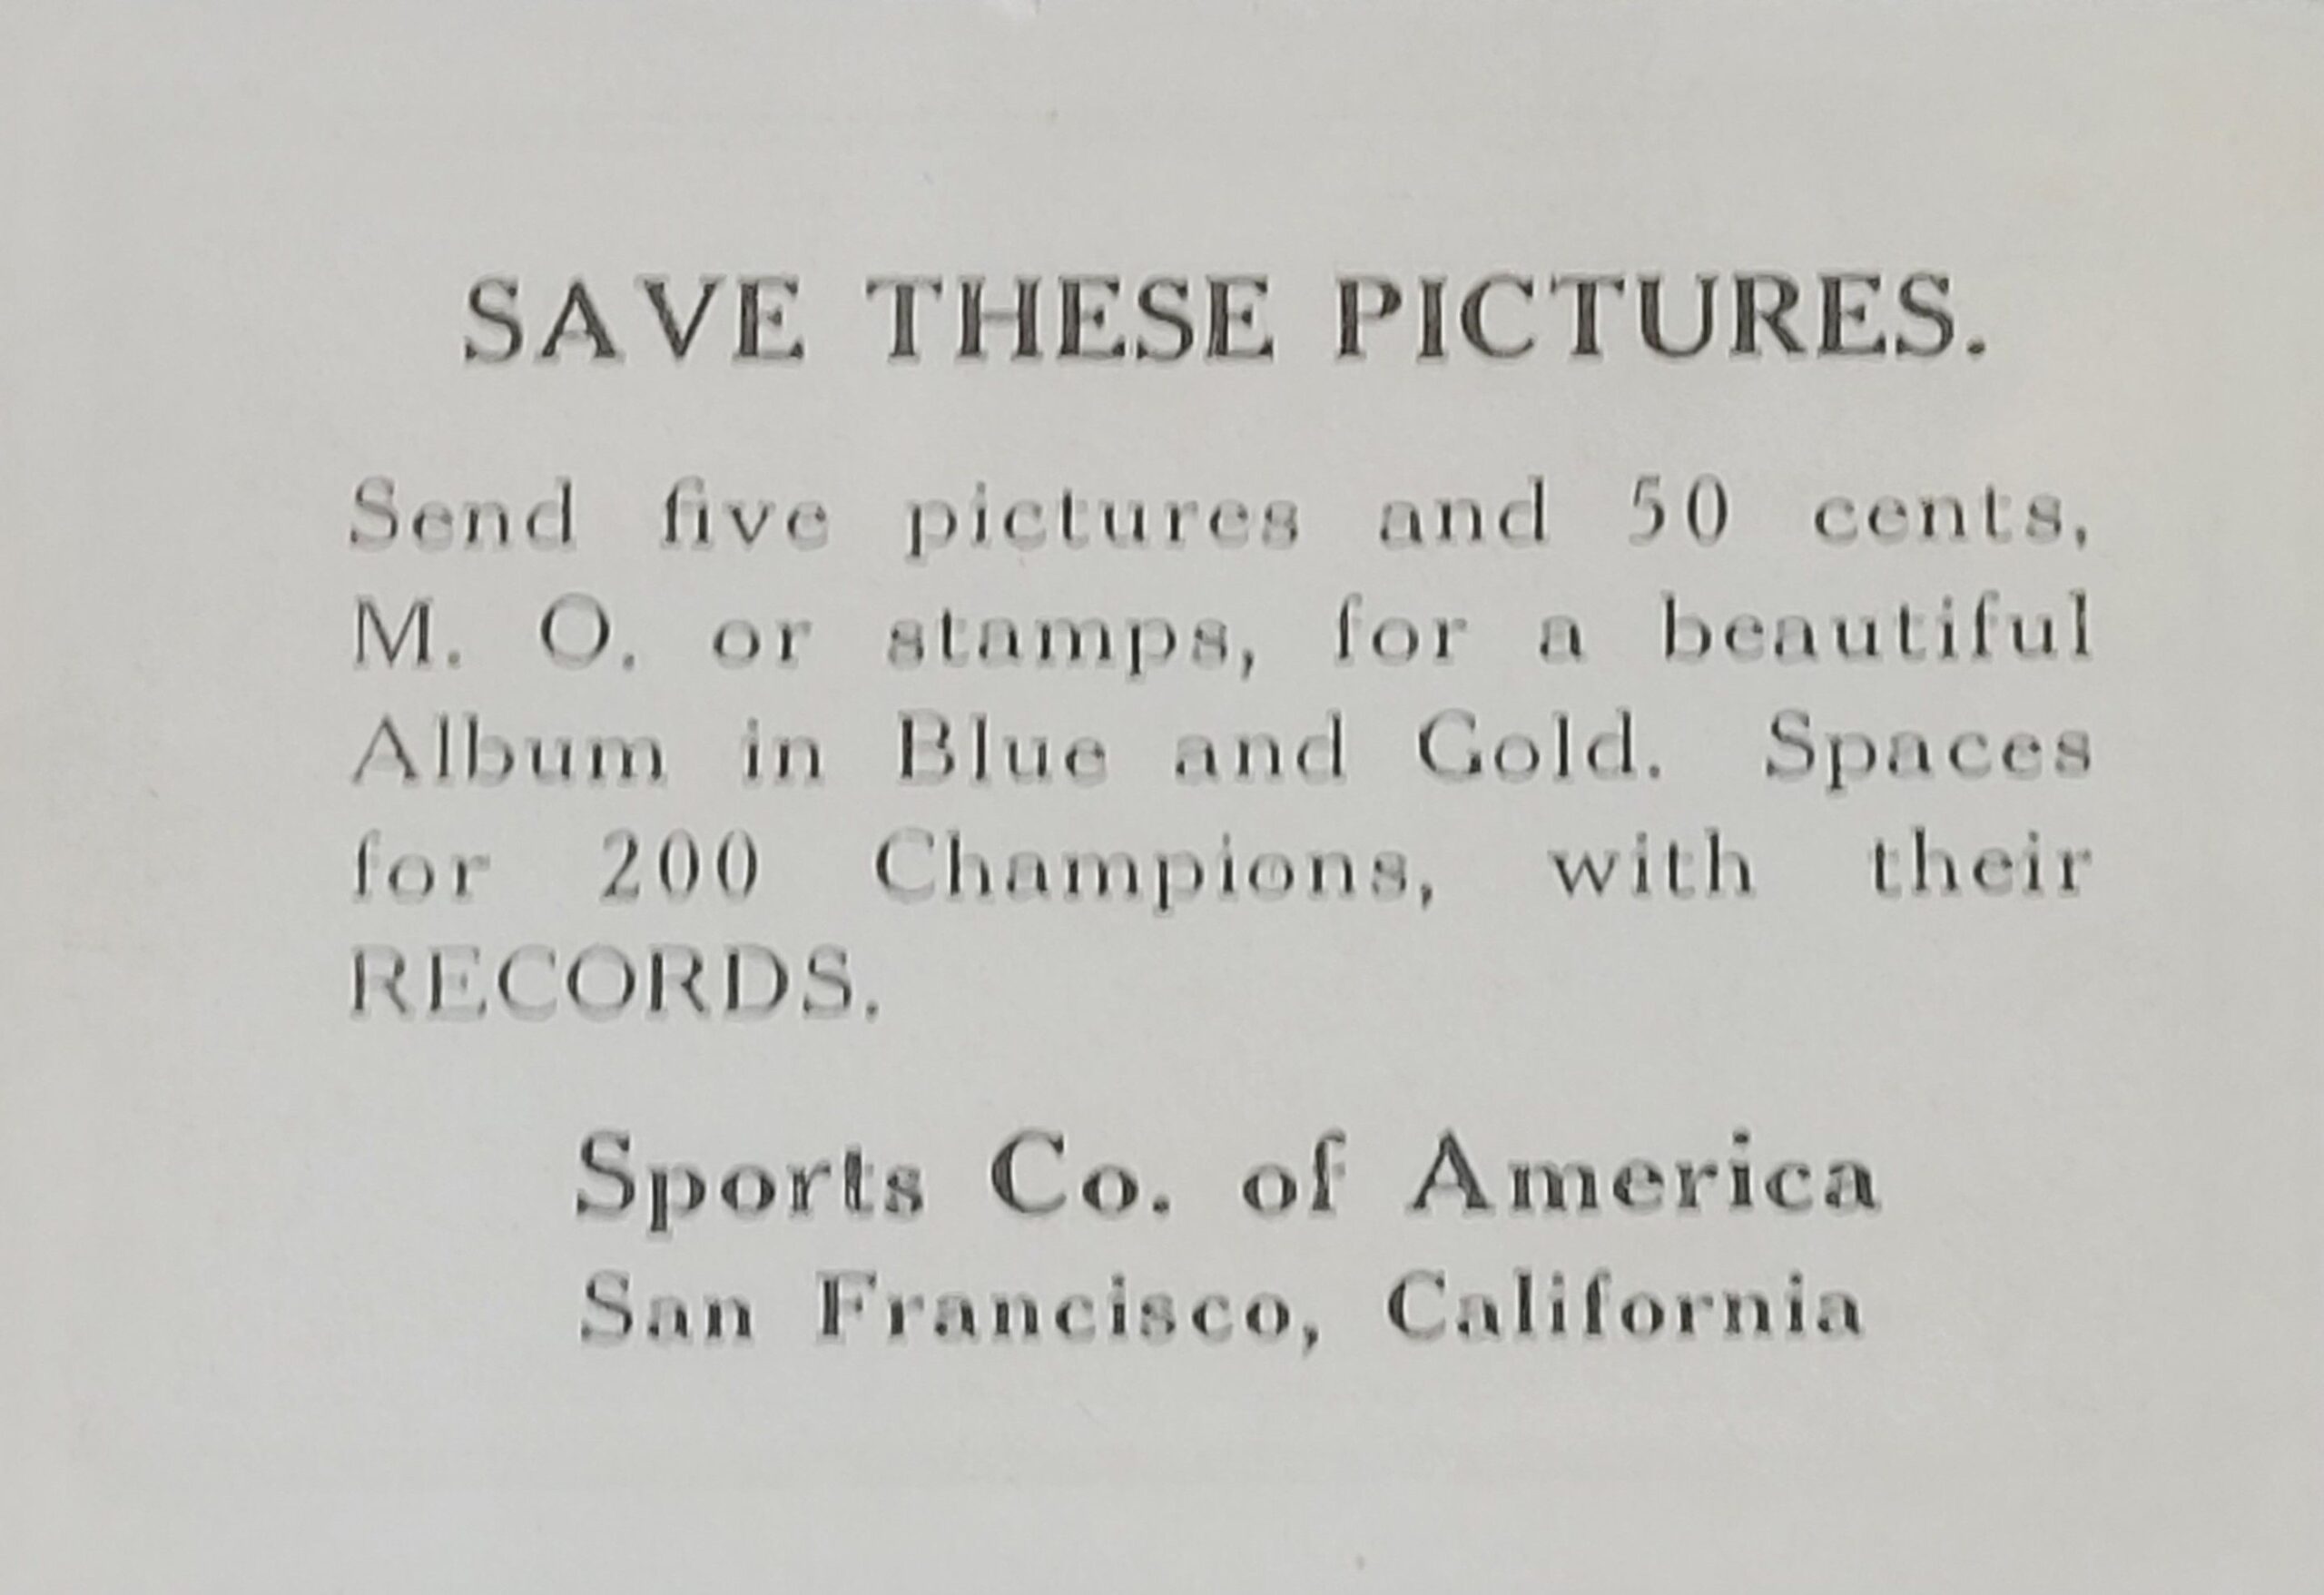 SAVE THESE PICTURES.
Send five pictures and 50 cents,
M. O. or stamps, for a beautiful
Album in Blue and Gold. Spaces
for 200 Champions, with their
RECORDS.
Sports Co. of America
San Francisco, California